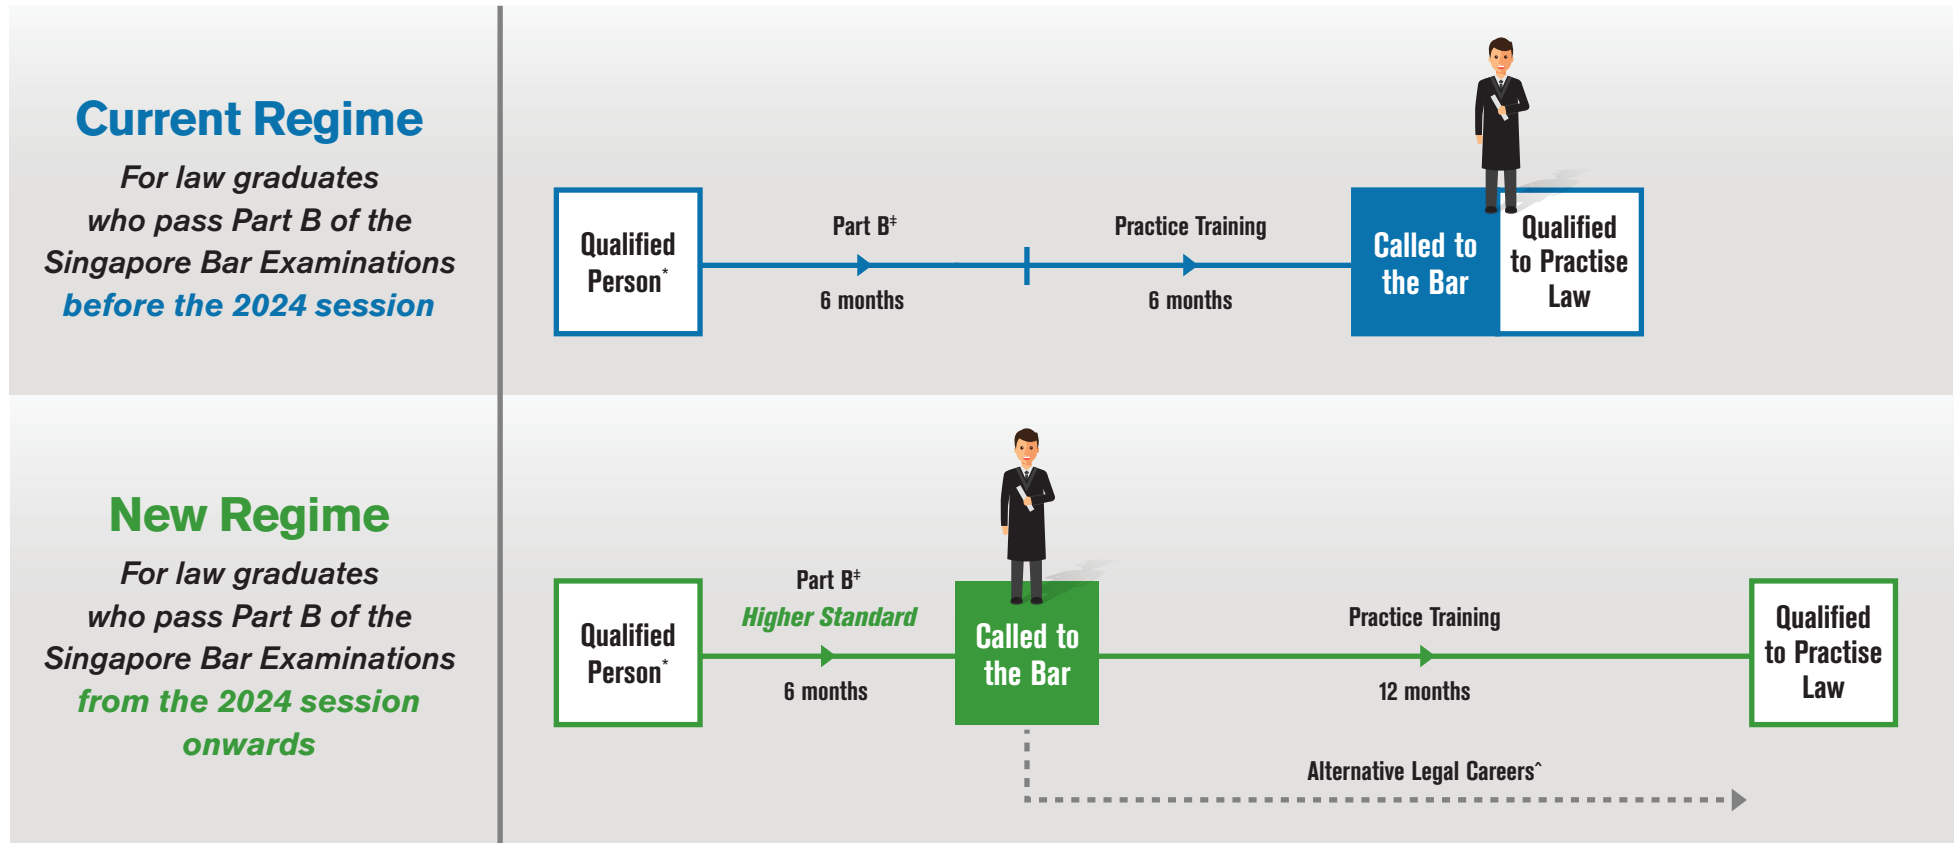 Current Regime
For law graduates
who pass Part B of the
Singapore Bar Examinations
before the 2024 session
Qualified
Person*
Part B‡
6 months
Practice Training
6 months
Called to
the Bar
Qualified
to Practise
Law
New Regime
For law graduates
who pass Part B of the
Singapore Bar Examinations
from the 2024 session
onwards
Qualified
Person*
Part B‡
Higher Standard
6 months
Called to
the Bar
Practice Training
12 months
Qualified
to Practise
Law
Alternative Legal Careers^